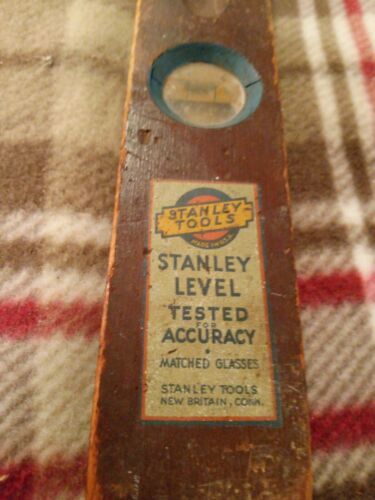 STANLEY
TOOLS
MADE IN U.S.A.
STANLEY
LEVEL
TESTED
FOR
ACCURACY
MATCHED GLASSES
STANLEY TOOLS
NEW BRITAIN, CONN.